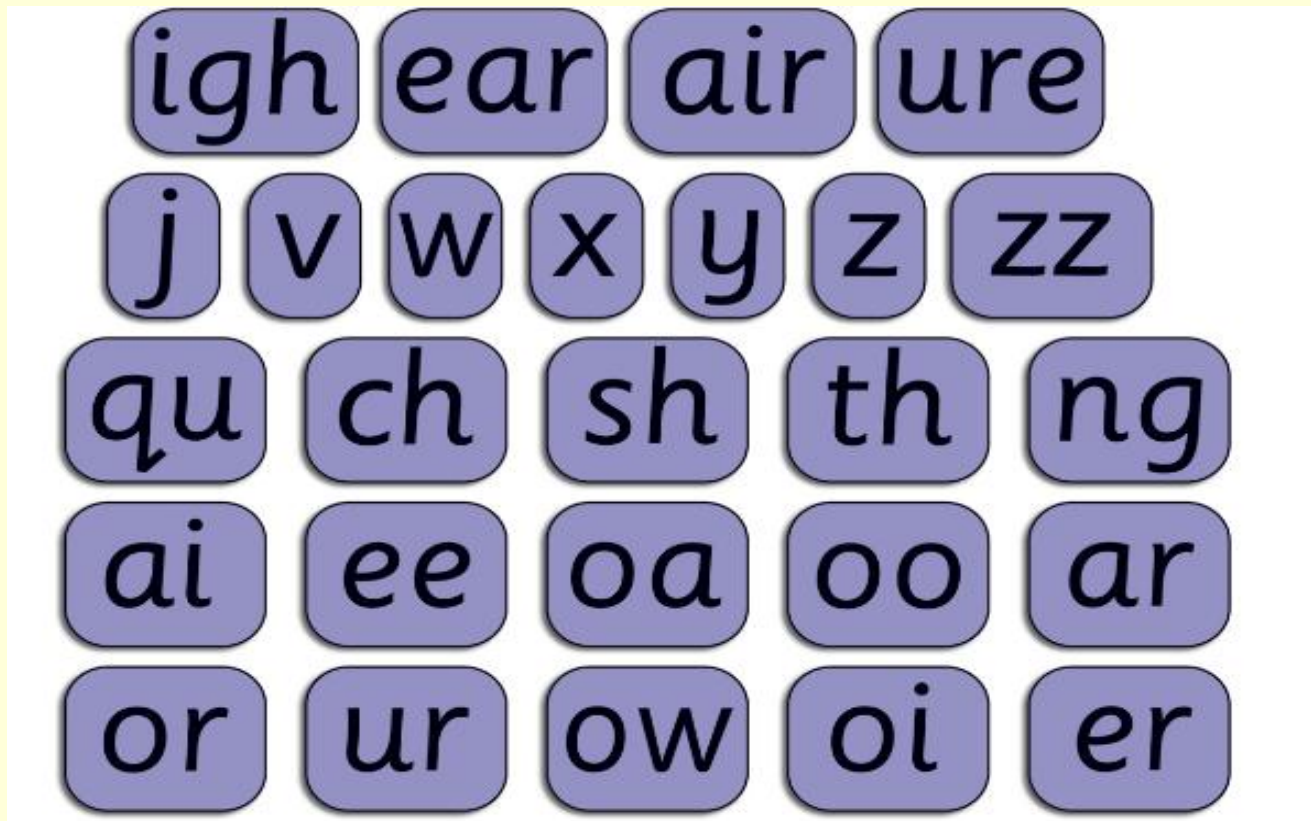 igh ear air ure
j v w x y z zz
qu ch sh th ng
ai ee oa oo ar
or ur ow oi er